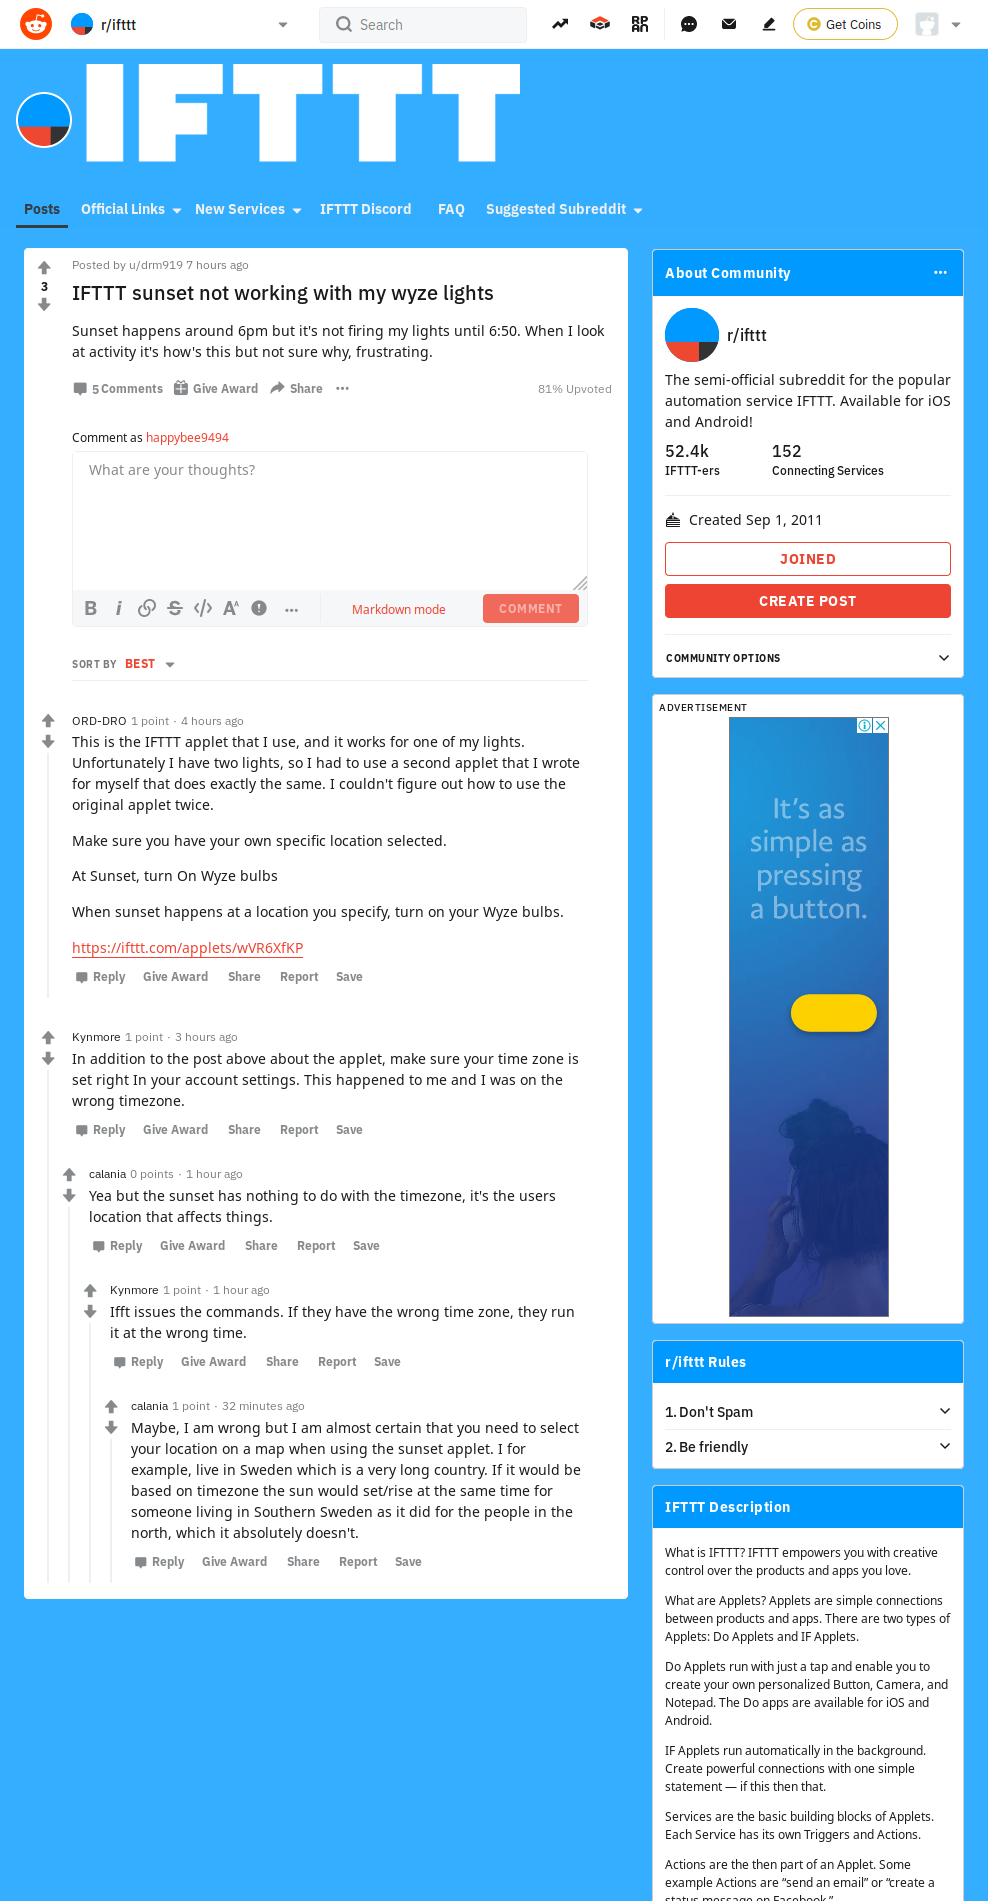 r/ifttt
Search
RPAN
Get Coins
IFTTT
Posts
Official Links
New Services
IFTTT Discord
FAQ
Suggested Subreddit
Posted by u/drm919 7 hours ago
3
IFTTT sunset not working with my wyze lights
Sunset happens around 6pm but it's not firing my lights until 6:50. When I look
at activity it's how's this but not sure why, frustrating.
5 Comments
Give Award
Share
81% Upvoted
Comment as happybee9494
What are your thoughts?
Markdown mode
COMMENT
SORT BY BEST
ORD-DRO 1 point · 4 hours ago
This is the IFTTT applet that I use, and it works for one of my lights.
Unfortunately I have two lights, so I had to use a second applet that I wrote
for myself that does exactly the same. I couldn't figure out how to use the
original applet twice.
Make sure you have your own specific location selected.
At Sunset, turn On Wyze bulbs
When sunset happens at a location you specify, turn on your Wyze bulbs.
https://ifttt.com/applets/wVR6XfKP
Reply Give Award Share Report Save
Kynmore 1 point · 3 hours ago
In addition to the post above about the applet, make sure your time zone is
set right In your account settings. This happened to me and I was on the
wrong timezone.
Reply Give Award Share Report Save
calania 0 points · 1 hour ago
Yea but the sunset has nothing to do with the timezone, it's the users
location that affects things.
Reply Give Award Share Report Save
Kynmore 1 point · 1 hour ago
Ifft issues the commands. If they have the wrong time zone, they run
it at the wrong time.
Reply Give Award Share Report Save
calania 1 point · 32 minutes ago
Maybe, I am wrong but I am almost certain that you need to select
your location on a map when using the sunset applet. I for
example, live in Sweden which is a very long country. If it would be
based on timezone the sun would set/rise at the same time for
someone living in Southern Sweden as it did for the people in the
north, which it absolutely doesn't.
Reply Give Award Share Report Save
About Community
r/ifttt
The semi-official subreddit for the popular
automation service IFTTT. Available for iOS
and Android!
52.4k 152
IFTTT-ers Connecting Services
Created Sep 1, 2011
JOINED
CREATE POST
COMMUNITY OPTIONS
ADVERTISEMENT
It's as
simple as
pressing
a button.
r/ifttt Rules
1. Don't Spam
2. Be friendly
IFTTT Description
What is IFTTT? IFTTT empowers you with creative
control over the products and apps you love.
What are Applets? Applets are simple connections
between products and apps. There are two types of
Applets: Do Applets and IF Applets.
Do Applets run with just a tap and enable you to
create your own personalized Button, Camera, and
Notepad. The Do apps are available for iOS and
Android.
IF Applets run automatically in the background.
Create powerful connections with one simple
statement — if this then that.
Services are the basic building blocks of Applets.
Each Service has its own Triggers and Actions.
Actions are the then part of an Applet. Some
example Actions are “send an email” or “create a
status message on Facebook.”